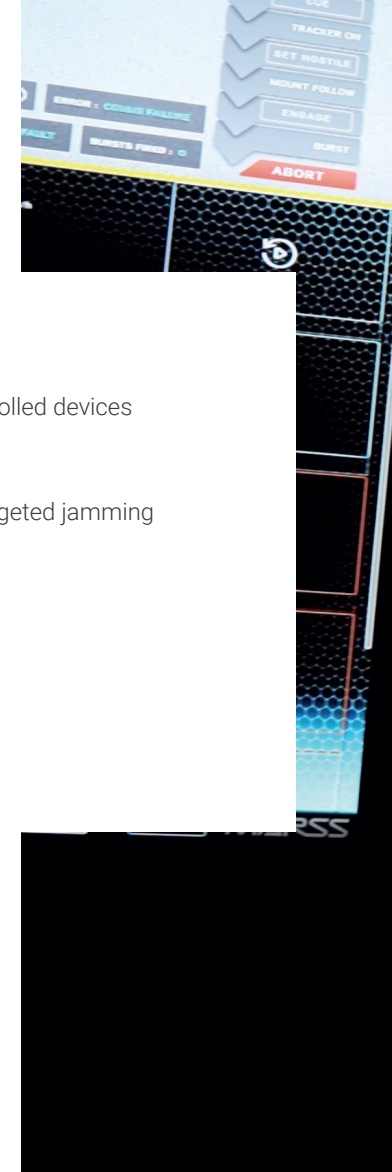 CUE
TRACKER ON
SET HOSTILE
MOUNT FOLLOW
ERROR : COMMS FAILURE
ENGAGE
FAULT
BURSTS FIRED : 0
BURST
ABORT
olled devices
geted jamming